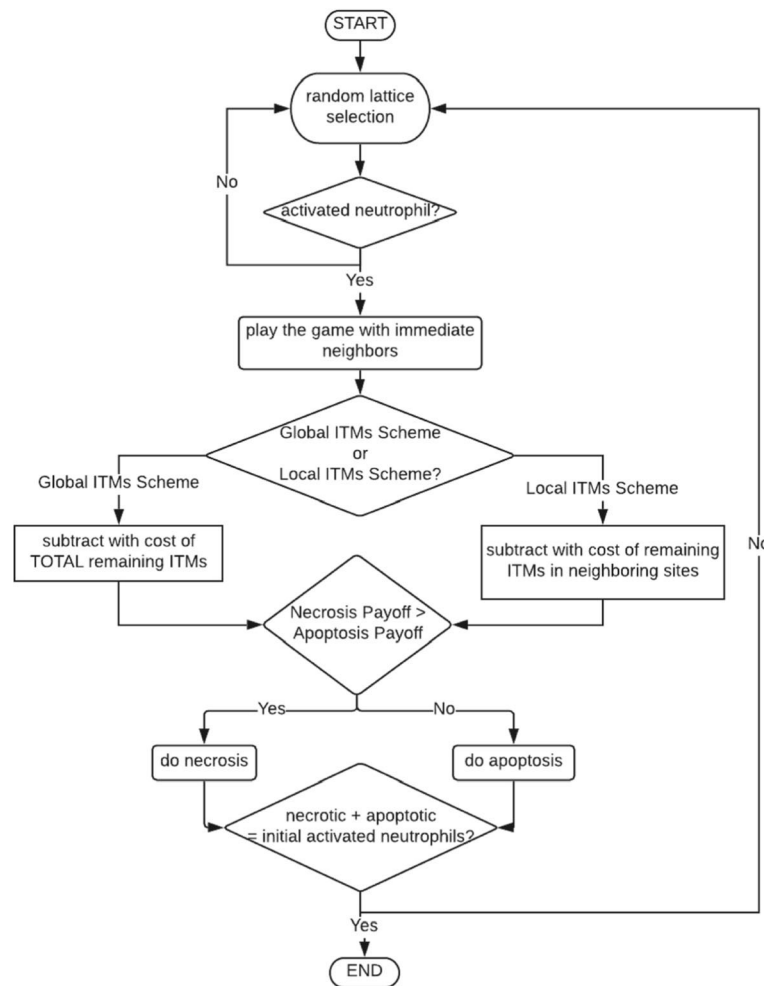 START
random lattice
selection
No
activated neutrophil?
Yes
play the game with immediate
neighbors
Global ITMs Scheme
or
Local ITMs Scheme?
Global ITMs Scheme
Local ITMs Scheme
subtract with cost of
TOTAL remaining ITMs
subtract with cost of remaining
ITMs in neighboring sites
No
Necrosis Payoff >
Apoptosis Payoff
Yes
No
do necrosis
do apoptosis
necrotic + apoptotic
= initial activated neutrophils?
Yes
END